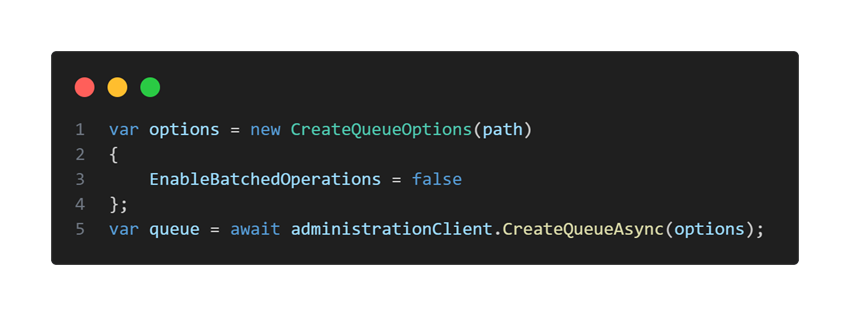 1 var options = new CreateQueueOptions(path)
2 {
3     EnableBatchedOperations = false
4 };
5 var queue = await administrationClient.CreateQueueAsync(options);